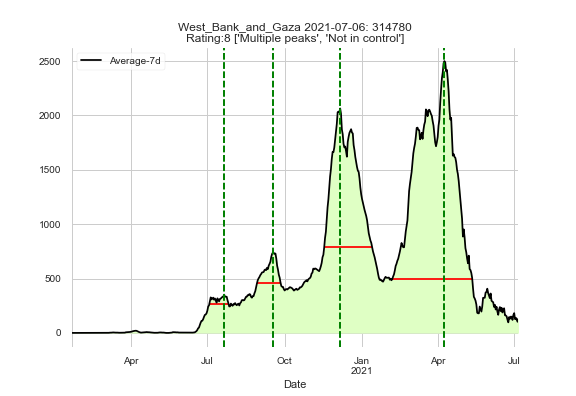 West_Bank_and_Gaza 2021-07-06: 314780
Rating:8 ['Multiple peaks', 'Not in control']
Average-7d
2500
2000
1500
1000
500
0
Apr
Jul
Oct
Jan
2021
Apr
Jul
Date